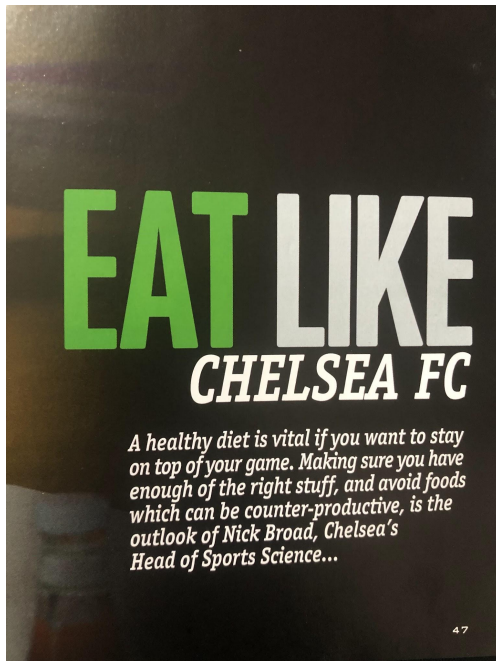 EAT LIKE
CHELSEA FC
A healthy diet is vital if you want to stay
on top of your game. Making sure you have
enough of the right stuff, and avoid foods
which can be counter-productive, is the
outlook of Nick Broad, Chelsea's
Head of Sports Science...
47